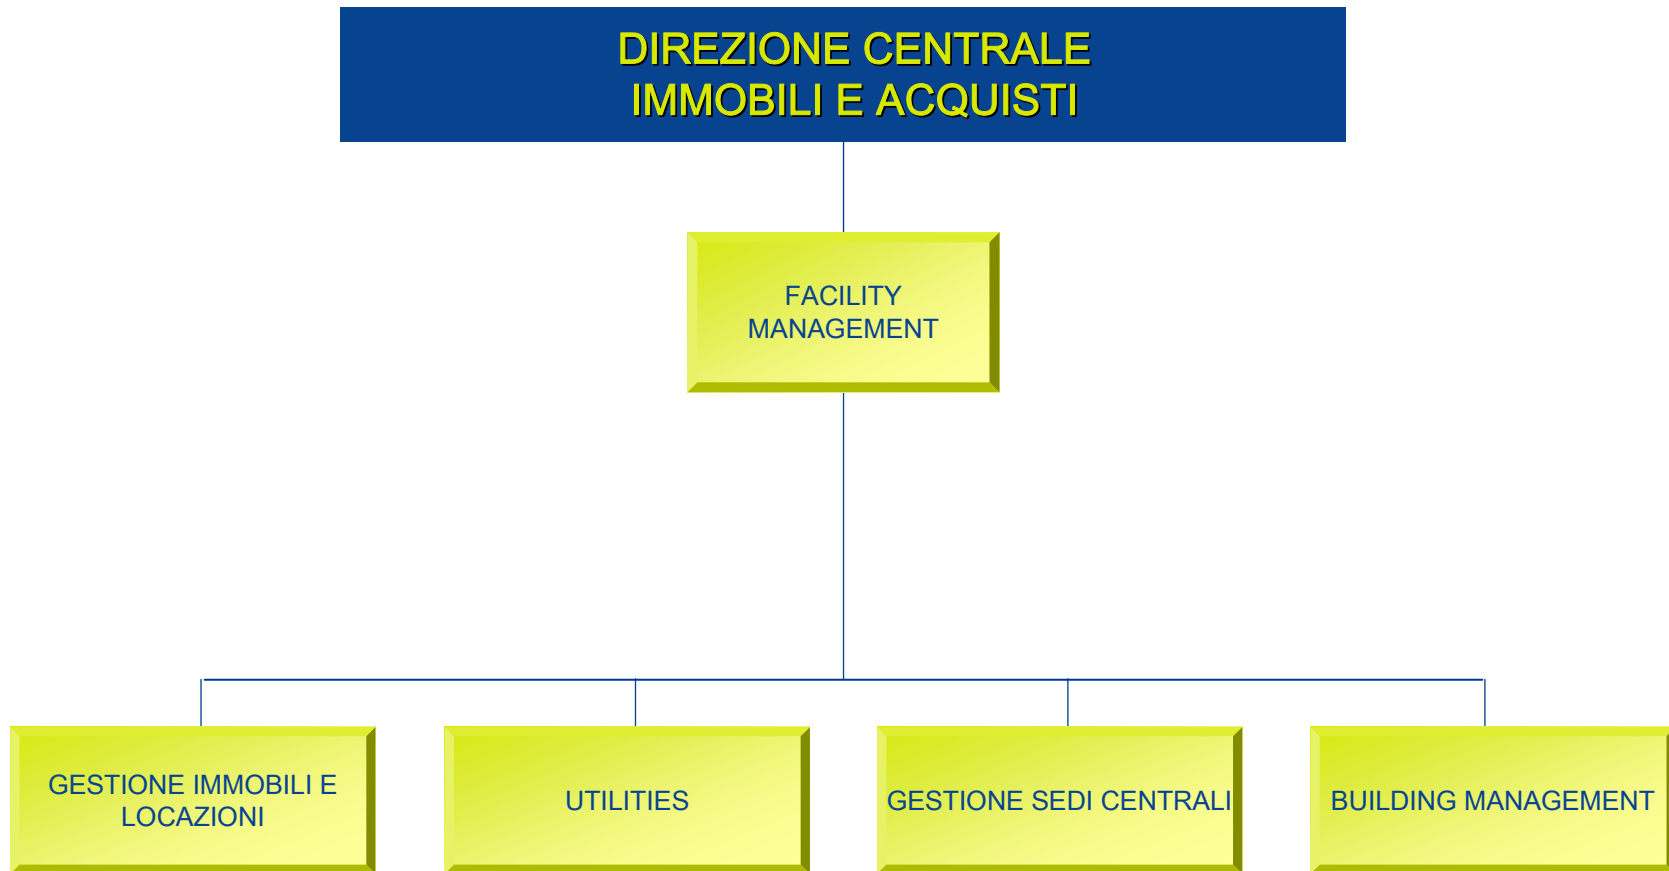 DIREZIONE CENTRALE
IMMOBILI E ACQUISTI
FACILITY
MANAGEMENT
GESTIONE IMMOBILI E
LOCAZIONI
UTILITIES
GESTIONE SEDI CENTRALI
BUILDING MANAGEMENT